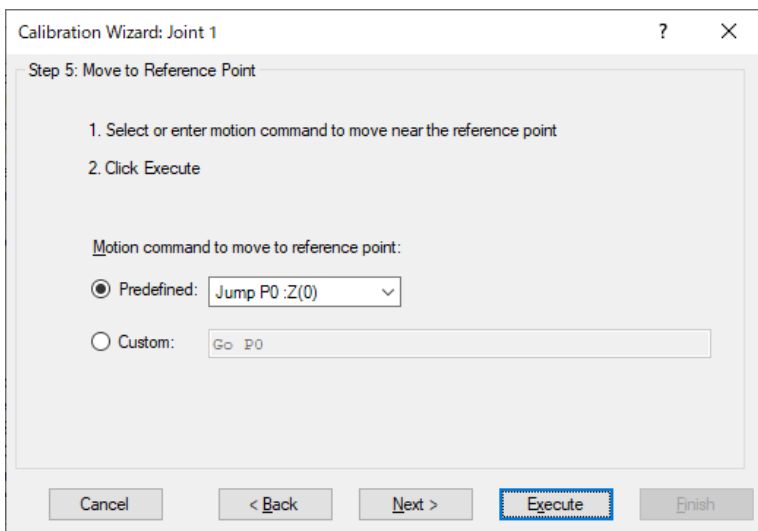 Calibration Wizard: Joint 1 ? ×
Step 5: Move to Reference Point
1. Select or enter motion command to move near the reference point
2. Click Execute
Motion command to move to reference point:
Predefined: Jump P0 :Z(0)
Custom: Go P0
Cancel < Back Next > Execute Finish